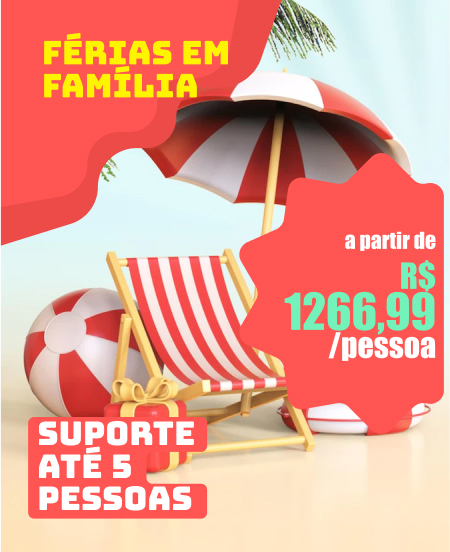 FÉRIAS EM
FAMÍLIA
a partir de
R$
1266,99
/pessoa
SUPORTE
ATÉ 5
PESSOAS